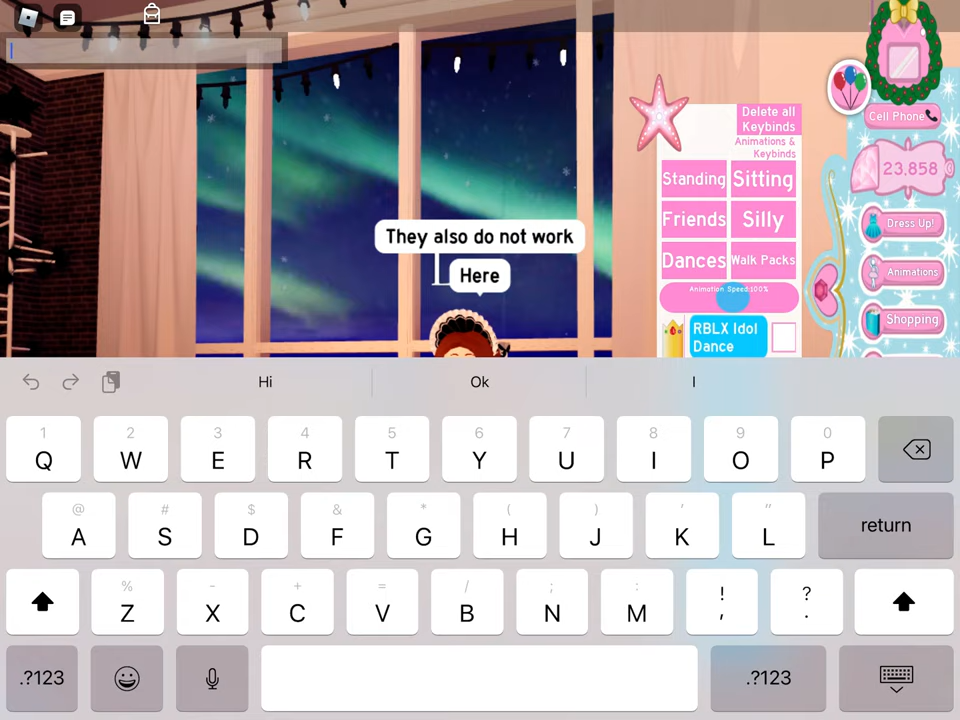 Delete all
Keybinds
Animations &
Keybinds
Cell Phone
23,858
Standing
Sitting
Dress Up!
Friends
Silly
They also do not work
Here
Dances
Walk Packs
Animations
Animation Speed:100%
Shopping
RBLX Idol
Dance
Hi
Ok
I
1 2 3 4 5 6 7 8 9 0
Q W E R T Y U I O P
@ # $ & * ( ) ' "
A S D F G H J K L
return
% - + = / ; : ! ?
Z X C V B N M , .
.?123
.?123